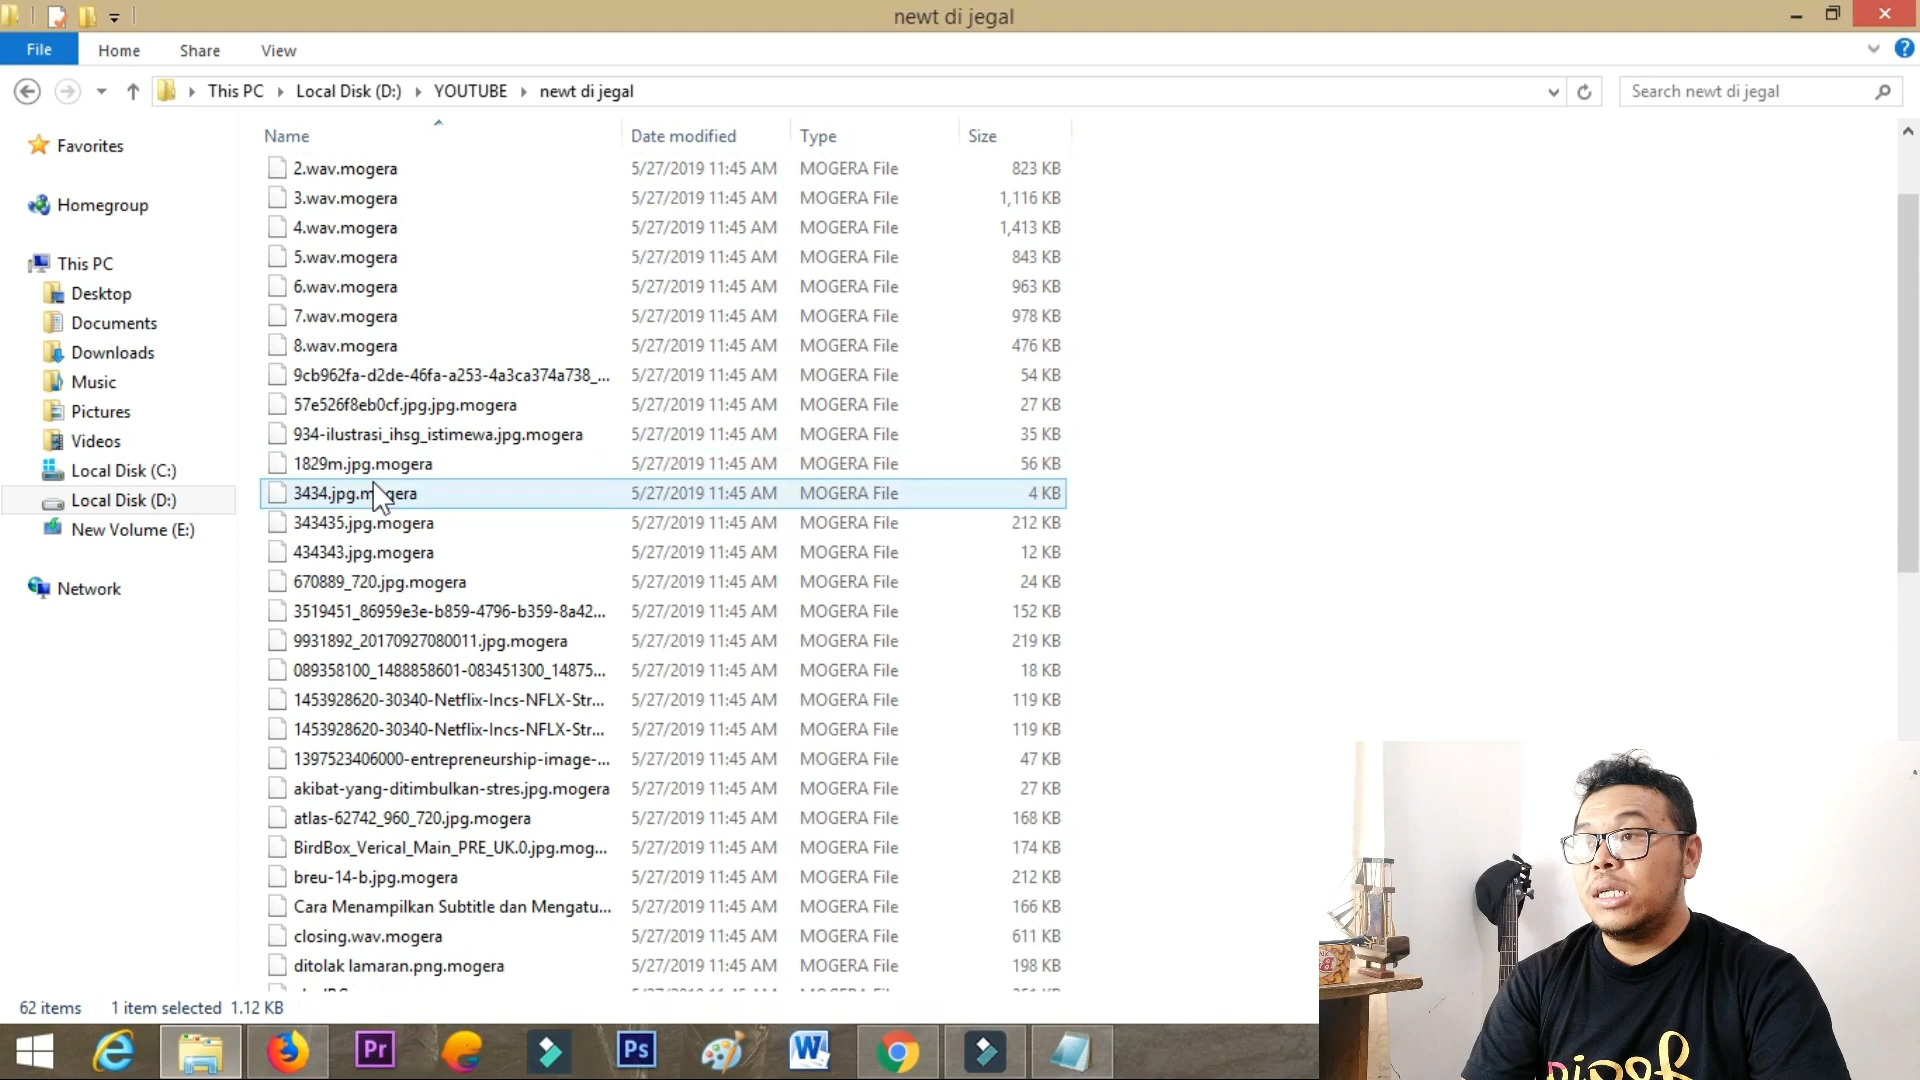 newt di jegal
File Home Share View
This PC Local Disk (D:) YOUTUBE newt di jegal Search newt di jegal
Name Date modified Type Size
Favorites
Homegroup
This PC
Desktop
Documents
Downloads
Music
Pictures
Videos
Local Disk (C:)
Local Disk (D:)
New Volume (E:)
Network
2.wav.mogera 5/27/2019 11:45 AM MOGERA File 823 KB
3.wav.mogera 5/27/2019 11:45 AM MOGERA File 1,116 KB
4.wav.mogera 5/27/2019 11:45 AM MOGERA File 1,413 KB
5.wav.mogera 5/27/2019 11:45 AM MOGERA File 843 KB
6.wav.mogera 5/27/2019 11:45 AM MOGERA File 963 KB
7.wav.mogera 5/27/2019 11:45 AM MOGERA File 978 KB
8.wav.mogera 5/27/2019 11:45 AM MOGERA File 476 KB
9cb962fa-d2de-46fa-a253-4a3ca374a738_... 5/27/2019 11:45 AM MOGERA File 54 KB
57e526f8eb0cf.jpg.jpg.mogera 5/27/2019 11:45 AM MOGERA File 27 KB
934-ilustrasi_ihsg_istimewa.jpg.mogera 5/27/2019 11:45 AM MOGERA File 35 KB
1829m.jpg.mogera 5/27/2019 11:45 AM MOGERA File 56 KB
3434.jpg.mogera 5/27/2019 11:45 AM MOGERA File 4 KB
343435.jpg.mogera 5/27/2019 11:45 AM MOGERA File 212 KB
434343.jpg.mogera 5/27/2019 11:45 AM MOGERA File 12 KB
670889_720.jpg.mogera 5/27/2019 11:45 AM MOGERA File 24 KB
3519451_86959e3e-b859-4796-b359-8a42... 5/27/2019 11:45 AM MOGERA File 152 KB
9931892_20170927080011.jpg.mogera 5/27/2019 11:45 AM MOGERA File 219 KB
089358100_1488858601-083451300_14875... 5/27/2019 11:45 AM MOGERA File 18 KB
1453928620-30340-Netflix-Incs-NFLX-Str... 5/27/2019 11:45 AM MOGERA File 119 KB
1453928620-30340-Netflix-Incs-NFLX-Str... 5/27/2019 11:45 AM MOGERA File 119 KB
1397523406000-entrepreneurship-image-... 5/27/2019 11:45 AM MOGERA File 47 KB
akibat-yang-ditimbulkan-stres.jpg.mogera 5/27/2019 11:45 AM MOGERA File 27 KB
atlas-62742_960_720.jpg.mogera 5/27/2019 11:45 AM MOGERA File 168 KB
BirdBox_Verical_Main_PRE_UK.0.jpg.mog... 5/27/2019 11:45 AM MOGERA File 174 KB
breu-14-b.jpg.mogera 5/27/2019 11:45 AM MOGERA File 212 KB
Cara Menampilkan Subtitle dan Mengatu... 5/27/2019 11:45 AM MOGERA File 166 KB
closing.wav.mogera 5/27/2019 11:45 AM MOGERA File 611 KB
ditolak lamaran.png.mogera 5/27/2019 11:45 AM MOGERA File 198 KB
62 items 1 item selected 1.12 KB
Pr Ps W